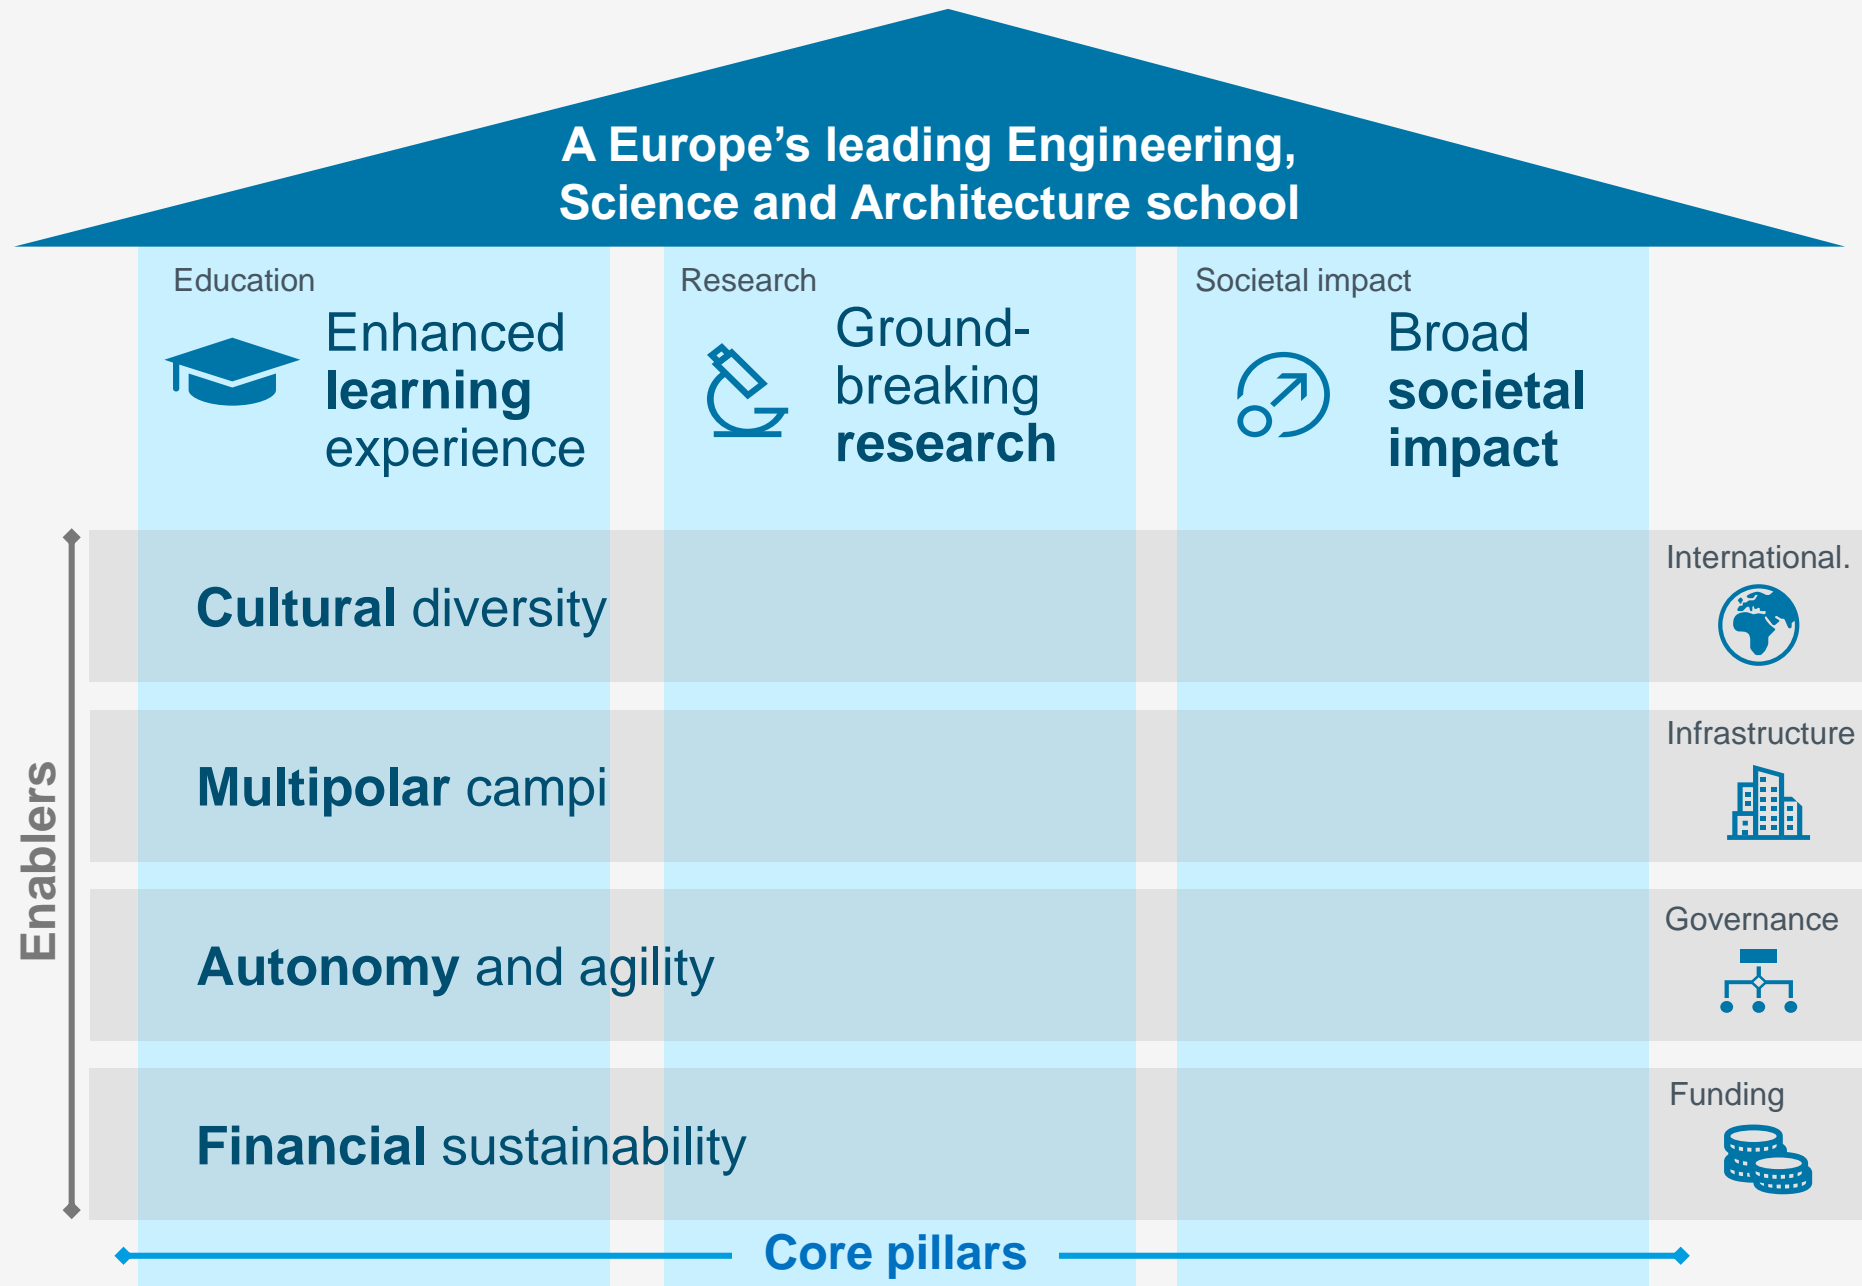 A Europe’s leading Engineering,
Science and Architecture school
Education
Enhanced
learning
experience
Research
Ground-
breaking
research
Societal impact
Broad
societal
impact
Enablers
Cultural diversity
International.
Multipolar campi
Infrastructure
Autonomy and agility
Governance
Financial sustainability
Funding
Core pillars